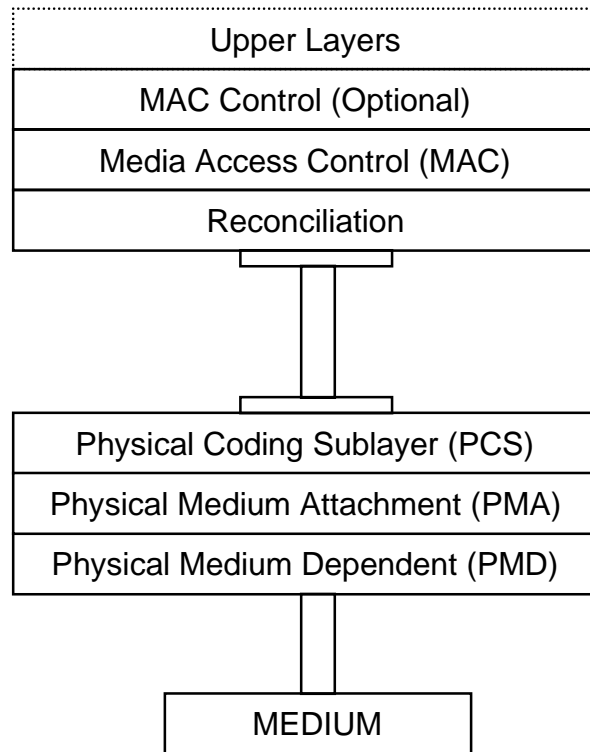 Upper Layers
MAC Control (Optional)
Media Access Control (MAC)
Reconciliation
Physical Coding Sublayer (PCS)
Physical Medium Attachment (PMA)
Physical Medium Dependent (PMD)
MEDIUM